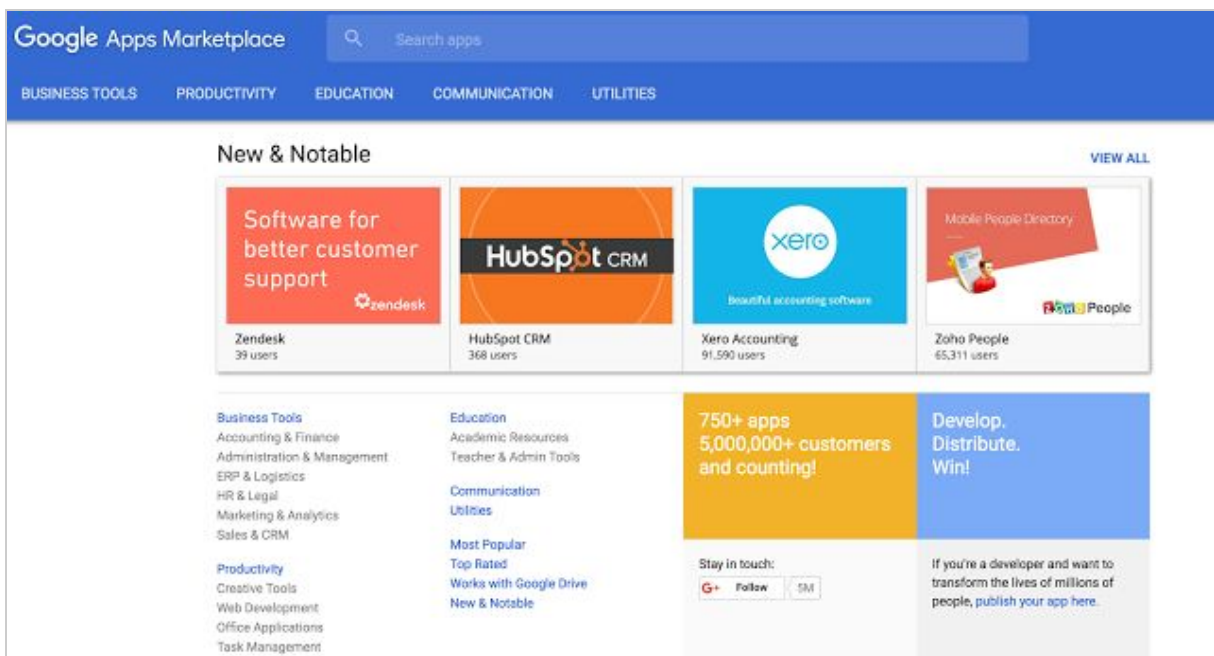 Google Apps Marketplace
Search apps
BUSINESS TOOLS PRODUCTIVITY EDUCATION COMMUNICATION UTILITIES
New & Notable
VIEW ALL
Software for
better customer
support
zendesk
Zendesk
39 users
HubSpot CRM
HubSpot CRM
368 users
xero
Beautiful accounting software
Xero Accounting
91,590 users
Mobile People Directory
ZOHO People
Zoho People
65,311 users
Business Tools
Accounting & Finance
Administration & Management
ERP & Logistics
HR & Legal
Marketing & Analytics
Sales & CRM
Productivity
Creative Tools
Web Development
Office Applications
Task Management
Education
Academic Resources
Teacher & Admin Tools
Communication
Utilities
Most Popular
Top Rated
Works with Google Drive
New & Notable
750+ apps
5,000,000+ customers
and counting!
Stay in touch:
G+ Follow 5M
Develop.
Distribute.
Win!
If you're a developer and want to
transform the lives of millions of
people, publish your app here.